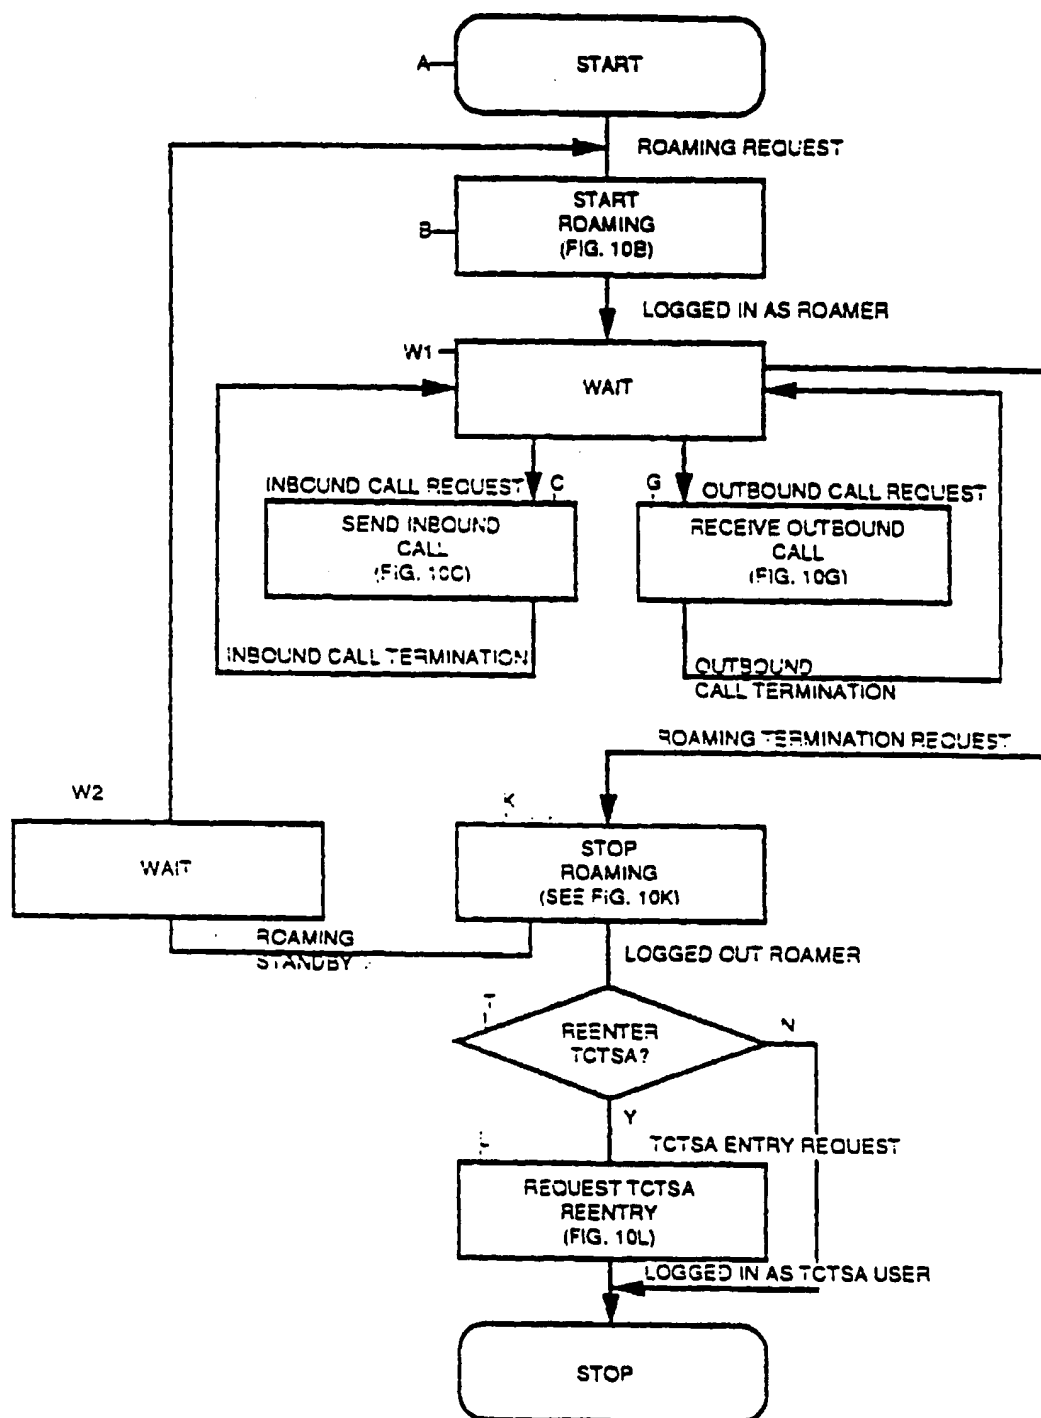 A
START
ROAMING REQUEST
B
START
ROAMING
(FIG. 10B)
LOGGED IN AS ROAMER
W1
WAIT
INBOUND CALL REQUEST
C
G
OUTBOUND CALL REQUEST
SEND INBOUND
CALL
(FIG. 10C)
RECEIVE OUTBOUND
CALL
(FIG. 10G)
INBOUND CALL TERMINATION
OUTBOUND
CALL TERMINATION
ROAMING TERMINATION REQUEST
W2
K
WAIT
STOP
ROAMING
(SEE FIG. 10K)
ROAMING
STANDBY
LOGGED OUT ROAMER
T
REENTER
TCTSA?
N
Y
TCTSA ENTRY REQUEST
L
REQUEST TCTSA
REENTRY
(FIG. 10L)
LOGGED IN AS TCTSA USER
STOP